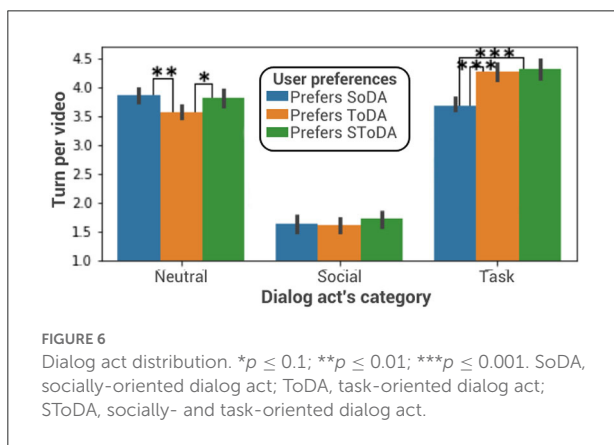 4.5
4.0
3.5
3.0
2.5
2.0
1.5
1.0
Turn per video
** * *** ***
User preferences
Prefers SoDA
Prefers ToDA
Prefers SToDA
Neutral Social Task
Dialog act's category
FIGURE 6
Dialog act distribution. *p ≤ 0.1; **p ≤ 0.01; ***p ≤ 0.001. SoDA,
socially-oriented dialog act; ToDA, task-oriented dialog act;
SToDA, socially- and task-oriented dialog act.